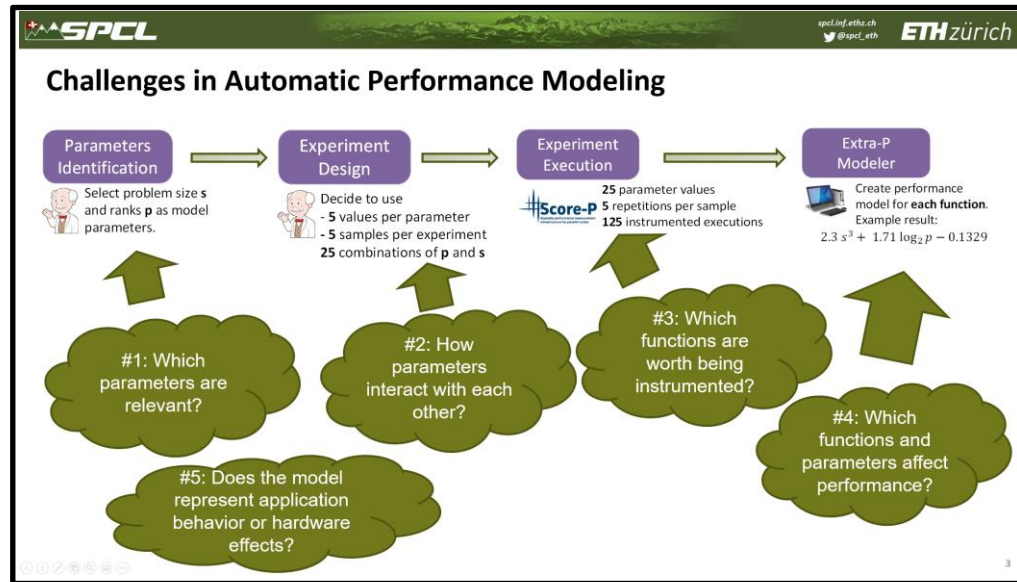 SPCL
spcl.inf.ethz.ch
@spcl_eth
ETH zürich
Challenges in Automatic Performance Modeling
Parameters
Identification
Select problem size s
and ranks p as model
parameters.
Experiment
Design
Decide to use
- 5 values per parameter
- 5 samples per experiment
25 combinations of p and s
Experiment
Execution
Score-P
25 parameter values
5 repetitions per sample
125 instrumented executions
Extra-P
Modeler
Create performance
model for each function.
Example result:
2.3 s³ + 1.71 log₂ p − 0.1329
#1: Which
parameters are
relevant?
#2: How
parameters
interact with each
other?
#3: Which
functions are
worth being
instrumented?
#4: Which
functions and
parameters affect
performance?
#5: Does the model
represent application
behavior or hardware
effects?
3